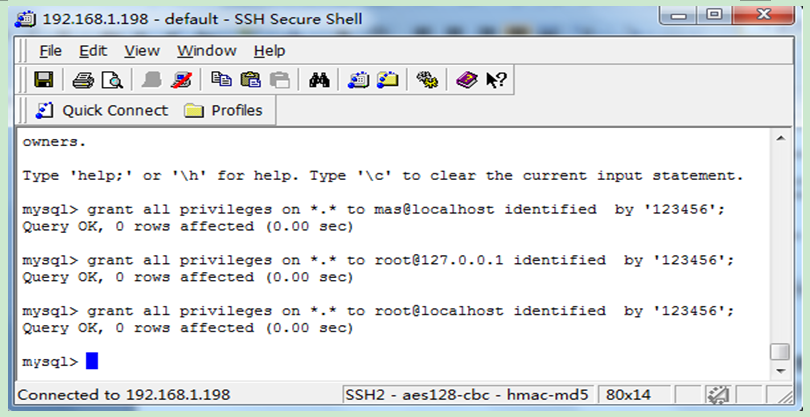 192.168.1.198 - default - SSH Secure Shell
File Edit View Window Help
Quick Connect Profiles
owners.
Type 'help;' or '\h' for help. Type '\c' to clear the current input statement.
mysql> grant all privileges on *.* to mas@localhost identified  by '123456';
Query OK, 0 rows affected (0.00 sec)
mysql> grant all privileges on *.* to root@127.0.0.1 identified  by '123456';
Query OK, 0 rows affected (0.00 sec)
mysql> grant all privileges on *.* to root@localhost identified  by '123456';
Query OK, 0 rows affected (0.00 sec)
mysql>
Connected to 192.168.1.198 SSH2 - aes128-cbc - hmac-md5 80x14